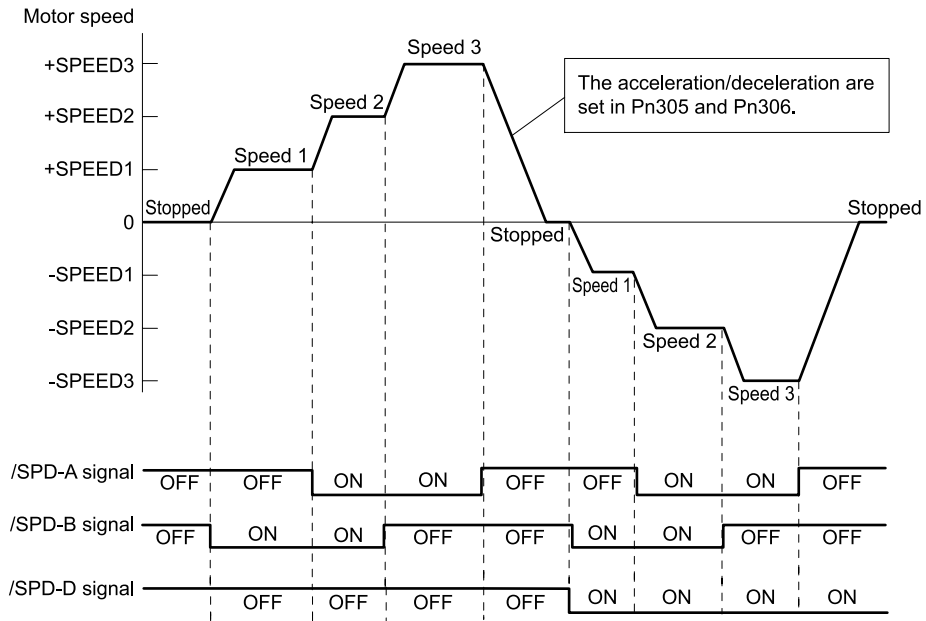 Motor speed
+SPEED3
+SPEED2
+SPEED1
0
-SPEED1
-SPEED2
-SPEED3
Stopped
Speed 1
Speed 2
Speed 3
The acceleration/deceleration are
set in Pn305 and Pn306.
Stopped
Speed 1
Speed 2
Speed 3
Stopped
/SPD-A signal OFF OFF ON ON OFF OFF ON ON OFF
/SPD-B signal OFF ON ON OFF OFF ON ON OFF OFF
/SPD-D signal OFF OFF OFF OFF ON ON ON ON